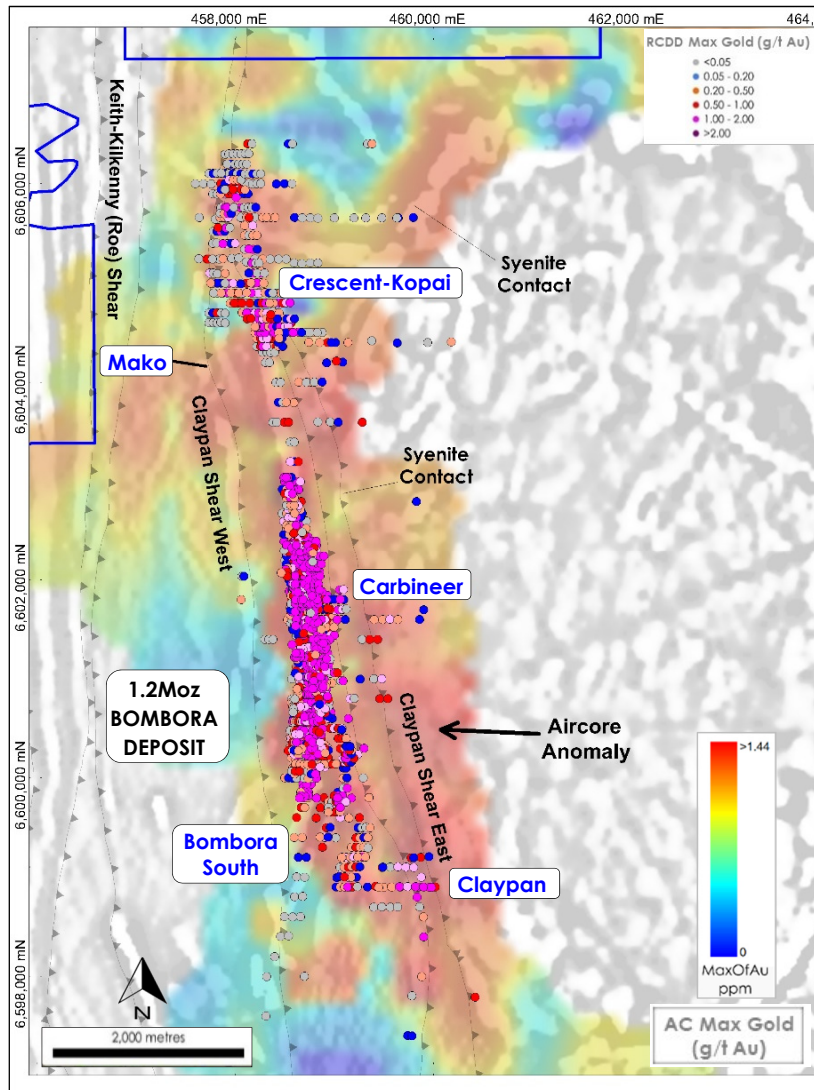 458,000 mE
460,000 mE
462,000 mE
464,
RCDD Max Gold (g/t Au)
<0.05
0.05 - 0.20
0.20 - 0.50
0.50 - 1.00
1.00 - 2.00
>2.00
Keith-Kilkenny (Roe) Shear
6,606,000 mN
Syenite
Contact
Crescent-Kopai
Mako
6,604,000 mN
Claypan Shear West
Syenite
Contact
Carbineer
6,602,000 mN
1.2Moz
BOMBORA
DEPOSIT
Claypan Shear East
Aircore
Anomaly
6,600,000 mN
>1.44
0
MaxOfAu
ppm
Bombora
South
Claypan
6,598,000 mN
N
2,000 metres
AC Max Gold
(g/t Au)